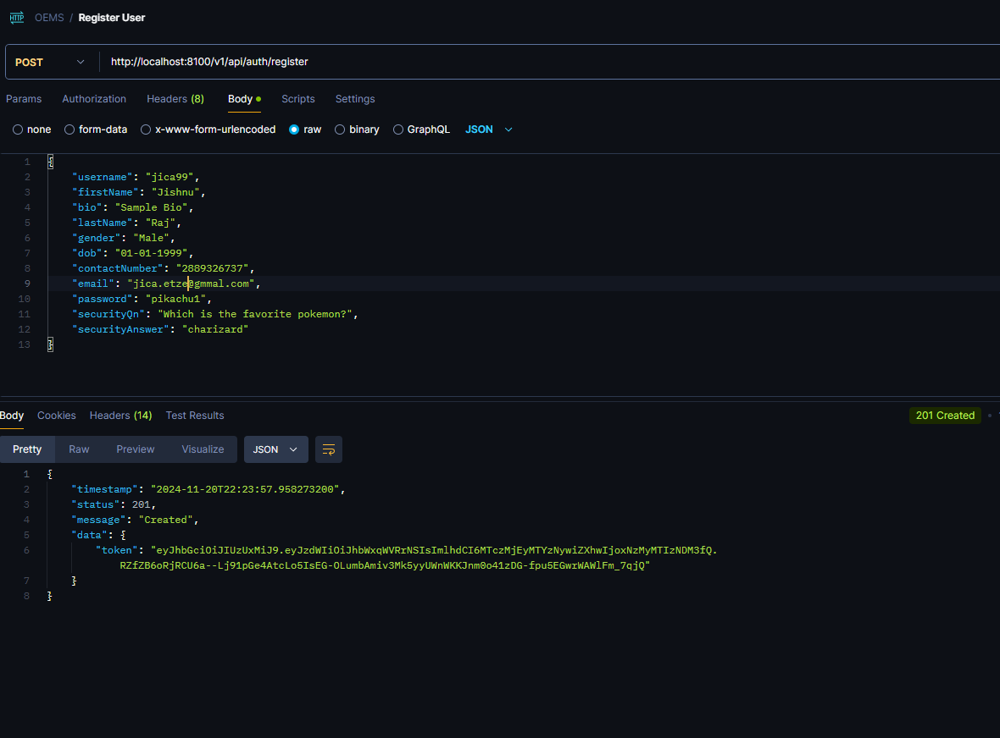 HTTP OEMS / Register User
POST http://localhost:8100/v1/api/auth/register
Params Authorization Headers (8) Body Scripts Settings
none form-data x-www-form-urlencoded raw binary GraphQL JSON
1 {
2 "username": "jica99",
3 "firstName": "Jishnu",
4 "bio": "Sample Bio",
5 "lastName": "Raj",
6 "gender": "Male",
7 "dob": "01-01-1999",
8 "contactNumber": "2889326737",
9 "email": "jica.etze@gmmal.com",
10 "password": "pikachu1",
11 "securityQn": "Which is the favorite pokemon?",
12 "securityAnswer": "charizard"
13 }
Body Cookies Headers (14) Test Results 201 Created
Pretty Raw Preview Visualize JSON
1 {
2 "timestamp": "2024-11-20T22:23:57.958273200",
3 "status": 201,
4 "message": "Created",
5 "data": {
6 "token": "eyJhbGciOiJIUzUxMiJ9.eyJzdWIiOiJhbWxqWVRrNSIsImlhdCI6MTczMjEyMTYzNywiZXhwIjoxNzMyMTIzNDM3fQ.
RZfZB6oRjRCU6a--Lj91pGe4AtcLo5IsEG-OLumbAmiv3Mk5yyUWnWKKJnm0o41zDG-fpu5EGwrWAWlFm_7qjQ"
7 }
8 }